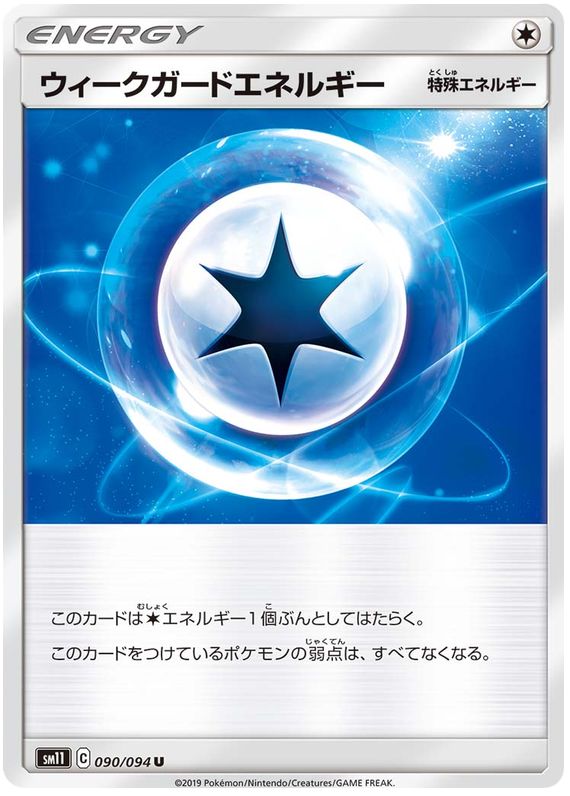 ENERGY
ウィークガードエネルギー
とくしゅ
特殊エネルギー
むしょく こ
このカードは エネルギー1個ぶんとしてはたらく。
じゃくてん
このカードをつけているポケモンの弱点は、すべてなくなる。
SM11 C 090/094 U
©2019 Pokémon/Nintendo/Creatures/GAME FREAK.